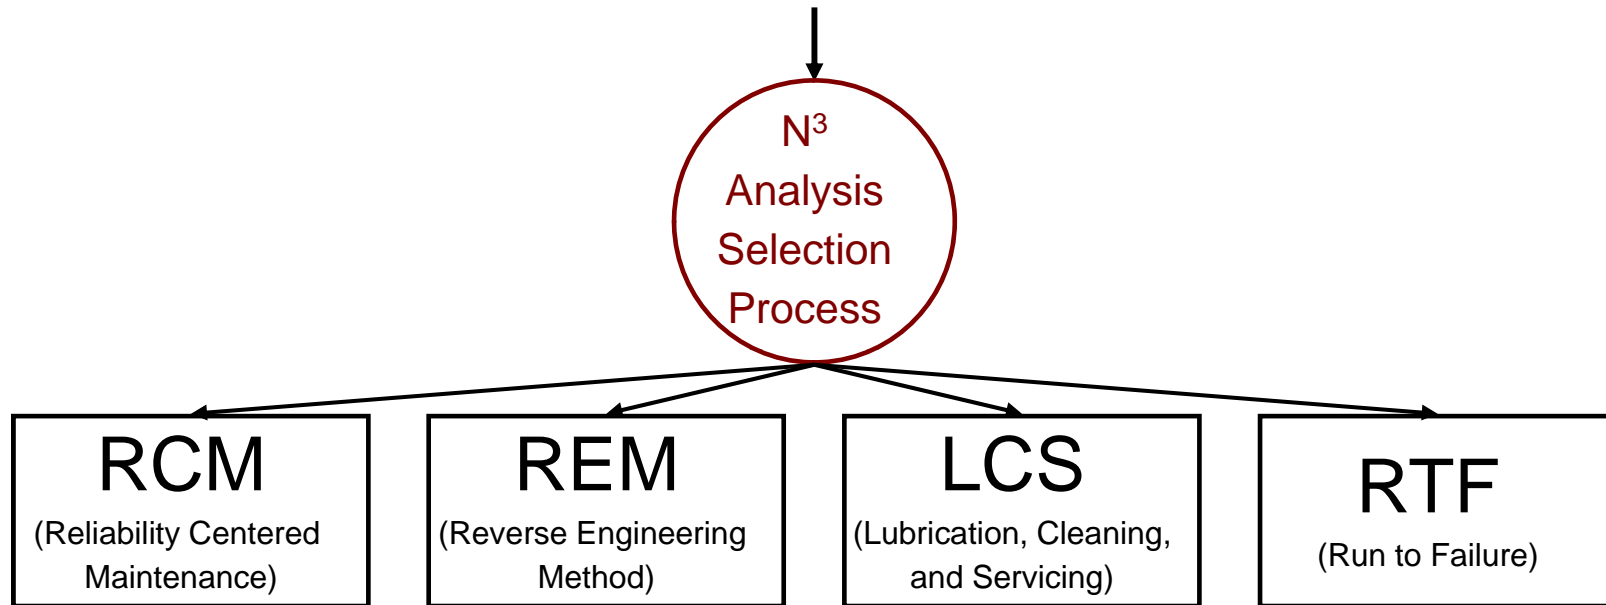 N³
Analysis
Selection
Process
RCM
(Reliability Centered
Maintenance)
REM
(Reverse Engineering
Method)
LCS
(Lubrication, Cleaning,
and Servicing)
RTF
(Run to Failure)